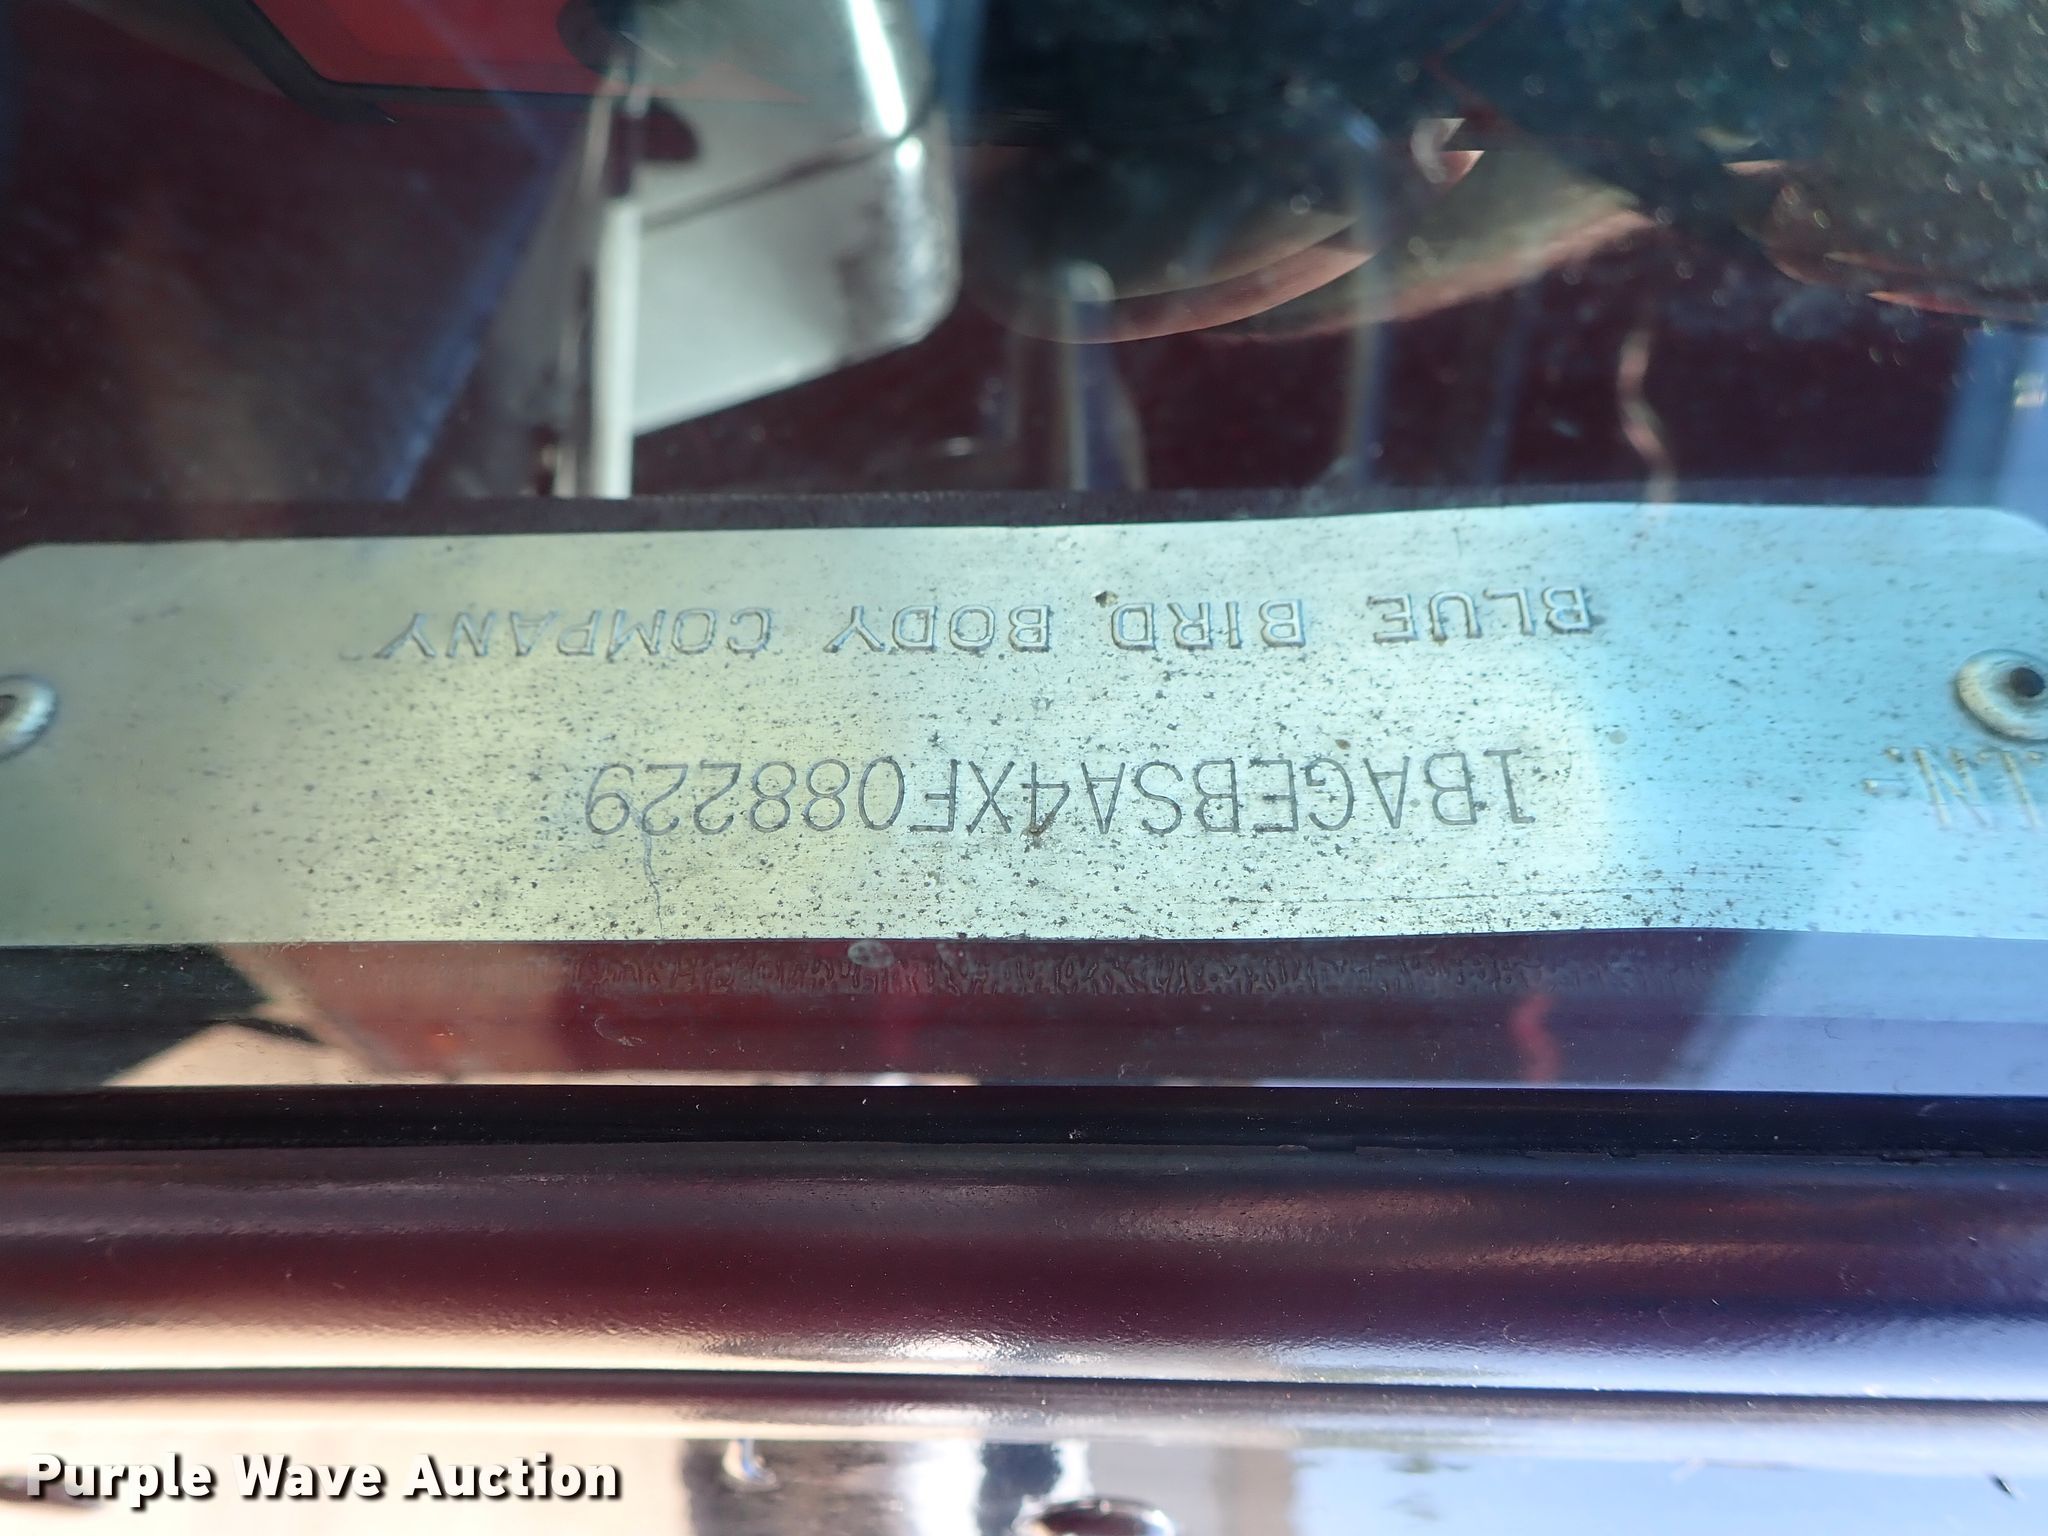 BLUE BIRD BODY COMPANY
1BAGEBSA4XF088229
Purple Wave Auction